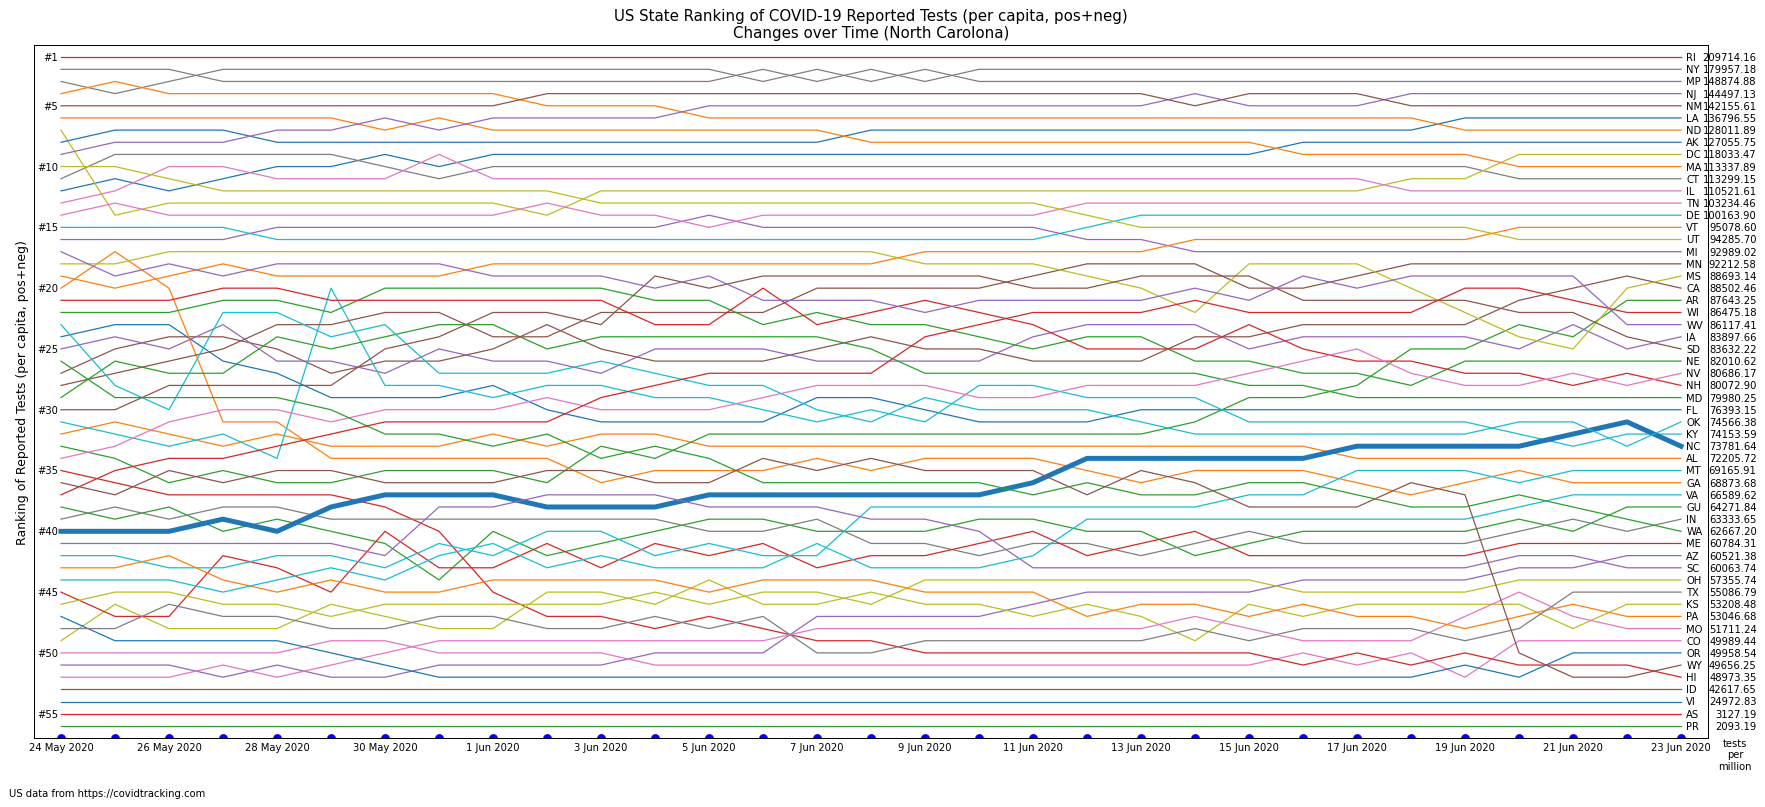 US State Ranking of COVID-19 Reported Tests (per capita, pos+neg)
Changes over Time (North Carolona)
Ranking of Reported Tests (per capita, pos+neg)
#1
#5
#10
#15
#20
#25
#30
#35
#40
#45
#50
#55
RI 209714.16
NY 179957.18
MP 148874.88
NJ 144497.13
NM 142155.61
LA 136796.55
ND 128011.89
AK 127055.75
DC 118033.47
MA 113337.89
CT 113299.15
IL 110521.61
TN 103234.46
DE 100163.90
VT 95078.60
UT 94285.70
MI 92989.02
MN 92212.58
MS 88693.14
CA 88502.46
AR 87643.25
WI 86475.18
WV 86117.41
IA 83897.66
SD 83632.22
NE 82010.62
NV 80686.17
NH 80072.90
MD 79980.25
FL 76393.15
OK 74566.38
KY 74153.59
NC 73781.64
AL 72205.72
MT 69165.91
GA 68873.68
VA 66589.62
GU 64271.84
IN 63333.65
WA 62667.20
ME 60784.31
AZ 60521.38
SC 60063.74
OH 57355.74
TX 55086.79
KS 53208.48
PA 53046.68
MO 51711.24
CO 49989.44
OR 49958.54
WY 49656.25
HI 48973.35
ID 42617.65
VI 24972.83
AS 3127.19
PR 2093.19
24 May 2020 26 May 2020 28 May 2020 30 May 2020 1 Jun 2020 3 Jun 2020 5 Jun 2020 7 Jun 2020 9 Jun 2020 11 Jun 2020 13 Jun 2020 15 Jun 2020 17 Jun 2020 19 Jun 2020 21 Jun 2020 23 Jun 2020
tests
per
million
US data from https://covidtracking.com